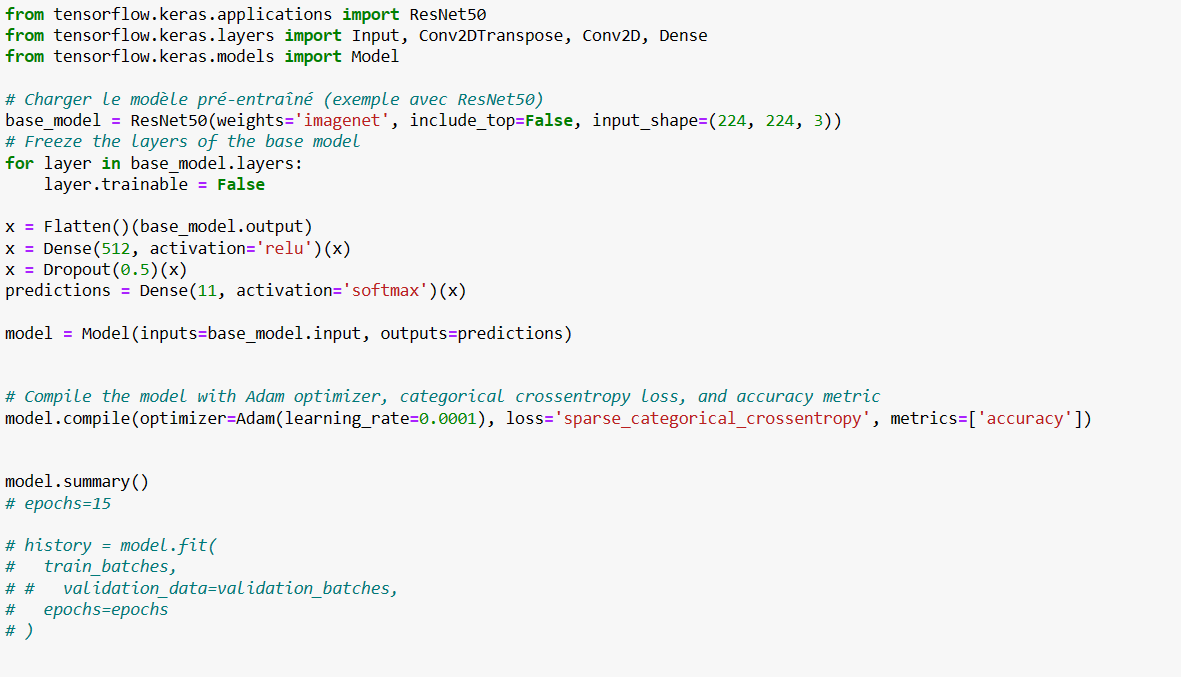 from tensorflow.keras.applications import ResNet50
from tensorflow.keras.layers import Input, Conv2DTranspose, Conv2D, Dense
from tensorflow.keras.models import Model
# Charger le modèle pré-entraîné (exemple avec ResNet50)
base_model = ResNet50(weights='imagenet', include_top=False, input_shape=(224, 224, 3))
# Freeze the layers of the base model
for layer in base_model.layers:
    layer.trainable = False
x = Flatten()(base_model.output)
x = Dense(512, activation='relu')(x)
x = Dropout(0.5)(x)
predictions = Dense(11, activation='softmax')(x)
model = Model(inputs=base_model.input, outputs=predictions)
# Compile the model with Adam optimizer, categorical crossentropy loss, and accuracy metric
model.compile(optimizer=Adam(learning_rate=0.0001), loss='sparse_categorical_crossentropy', metrics=['accuracy'])
model.summary()
# epochs=15
# history = model.fit(
#   train_batches,
# #   validation_data=validation_batches,
#   epochs=epochs
# )